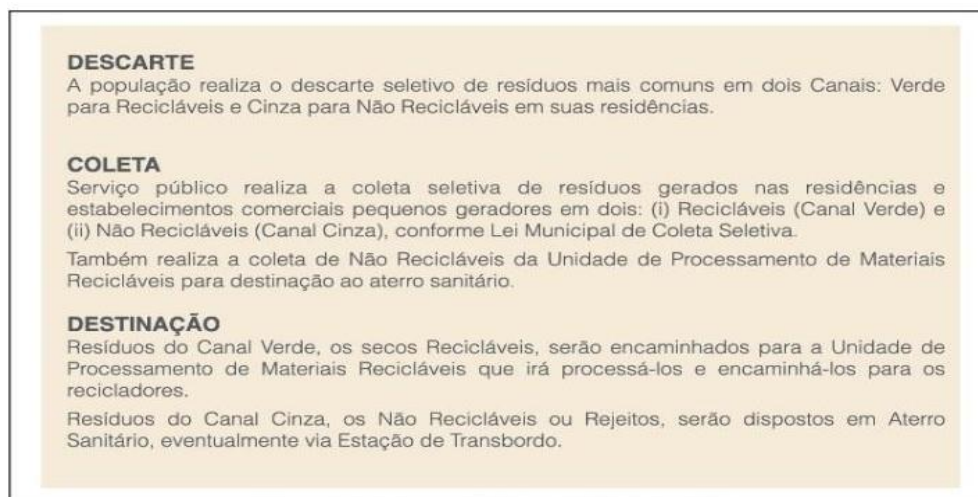 DESCARTE
A população realiza o descarte seletivo de resíduos mais comuns em dois Canais: Verde
para Recicláveis e Cinza para Não Recicláveis em suas residências.
COLETA
Serviço público realiza a coleta seletiva de resíduos gerados nas residências e
estabelecimentos comerciais pequenos geradores em dois: (i) Recicláveis (Canal Verde) e
(ii) Não Recicláveis (Canal Cinza), conforme Lei Municipal de Coleta Seletiva.
Também realiza a coleta de Não Recicláveis da Unidade de Processamento de Materiais
Recicláveis para destinação ao aterro sanitário.
DESTINAÇÃO
Resíduos do Canal Verde, os secos Recicláveis, serão encaminhados para a Unidade de
Processamento de Materiais Recicláveis que irá processá-los e encaminhá-los para os
recicladores.
Resíduos do Canal Cinza, os Não Recicláveis ou Rejeitos, serão dispostos em Aterro
Sanitário, eventualmente via Estação de Transbordo.